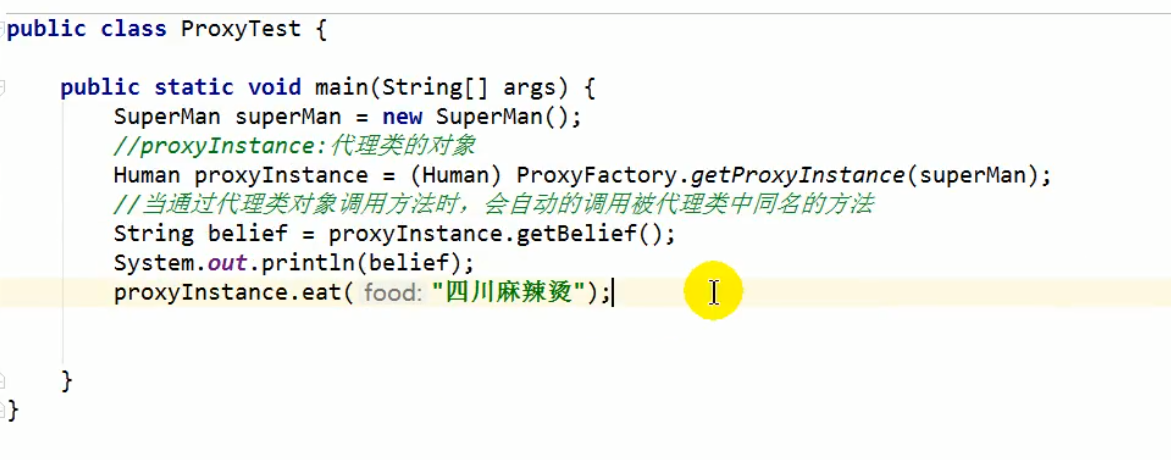 public class ProxyTest {
public static void main(String[] args) {
SuperMan superMan = new SuperMan();
//proxyInstance:代理类的对象
Human proxyInstance = (Human) ProxyFactory.getProxyInstance(superMan);
//当通过代理类对象调用方法时，会自动的调用被代理类中同名的方法
String belief = proxyInstance.getBelief();
System.out.println(belief);
proxyInstance.eat( food: "四川麻辣烫");
}
}